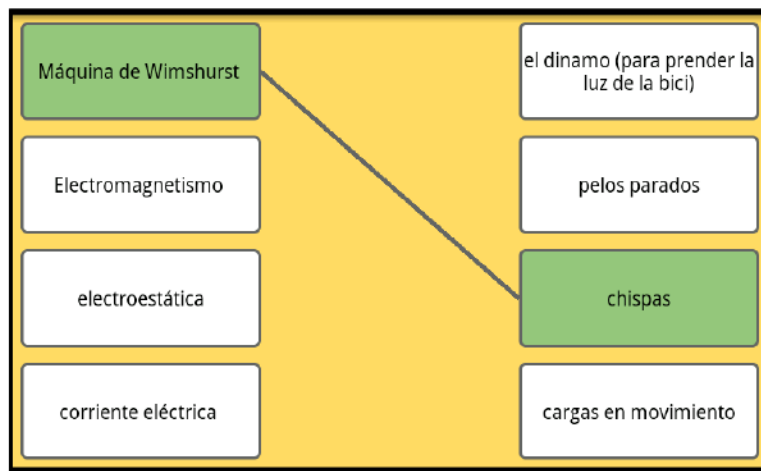 Máquina de Wimshurst
el dinamo (para prender la
luz de la bici)
Electromagnetismo
pelos parados
electroestática
chispas
corriente eléctrica
cargas en movimiento